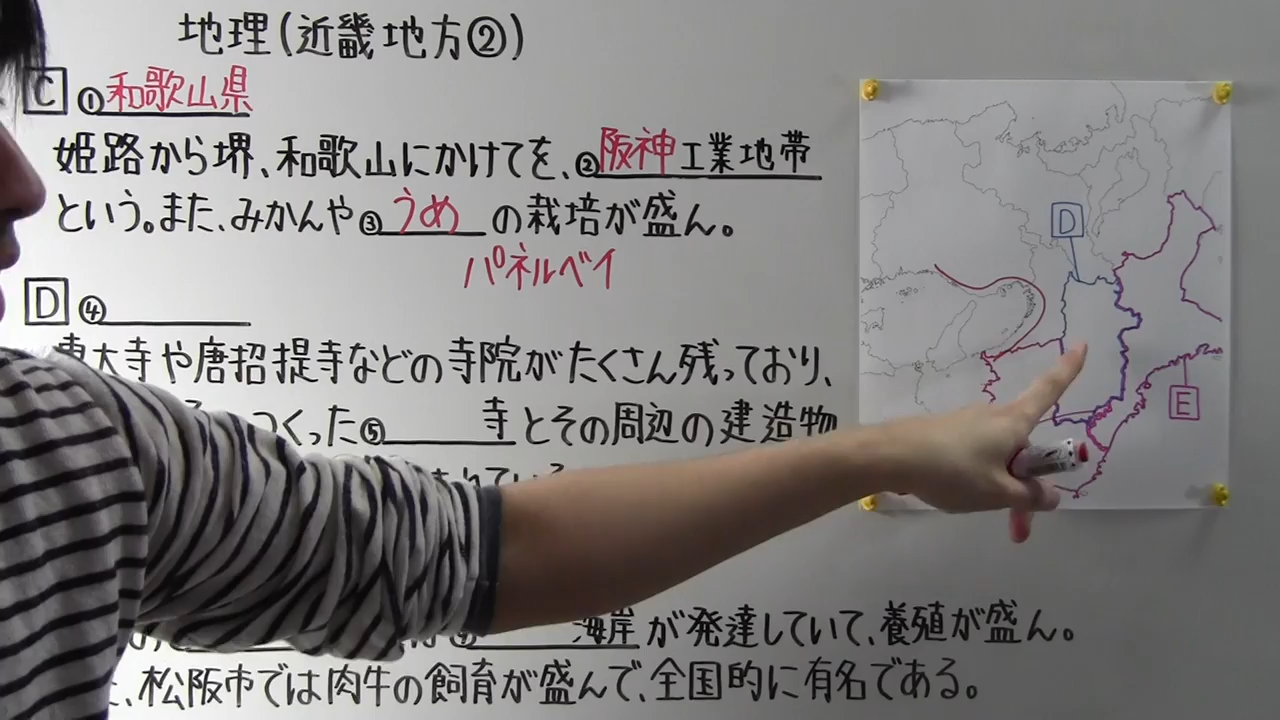 地理(近畿地方②)
C ①和歌山県
姫路から堺、和歌山にかけてを、②阪神工業地帯
という。また、みかんや③うめの栽培が盛ん。
パネルベイ
D ④
東大寺や唐招提寺などの寺院がたくさん残っており、
つくった⑤ 寺とその周辺の建造物
れている
海岸が発達していて、養殖が盛ん。
、松阪市では肉牛の飼育が盛んで、全国的に有名である。
D
E